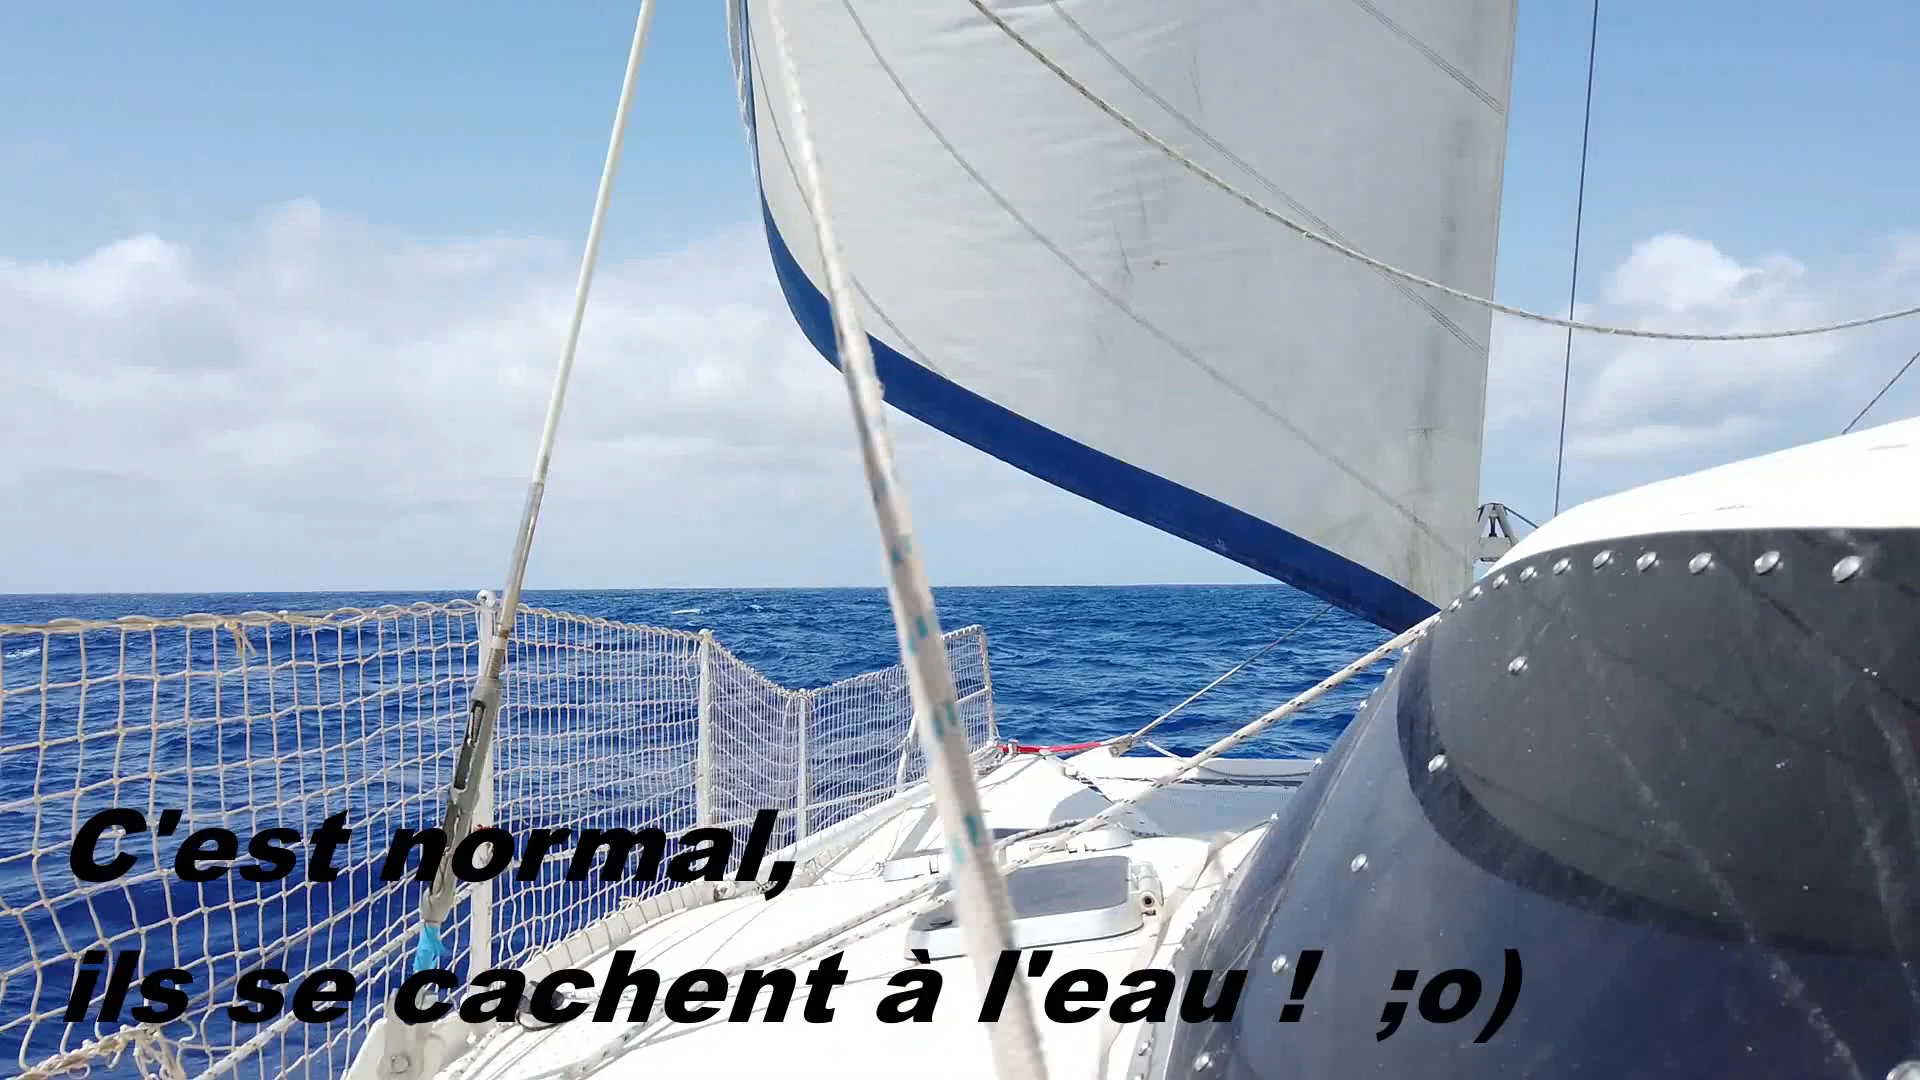 C'est normal,
ils se cachent à l'eau !  ;o)